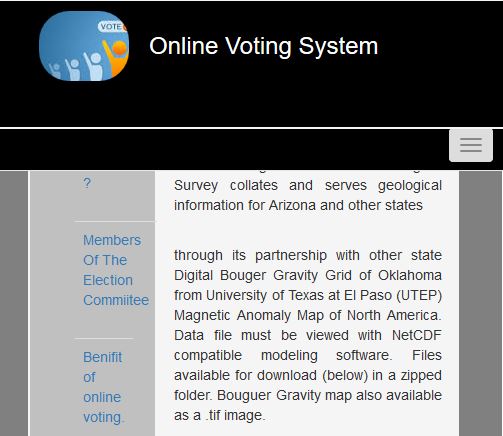 VOTE
Online Voting System
?
Members
Of The
Election
Commiitee
Benifit
of
online
voting.
Survey collates and serves geological
information for Arizona and other states
through its partnership with other state
Digital Bouger Gravity Grid of Oklahoma
from University of Texas at El Paso (UTEP)
Magnetic Anomaly Map of North America.
Data file must be viewed with NetCDF
compatible modeling software. Files
available for download (below) in a zipped
folder. Bouguer Gravity map also available
as a .tif image.